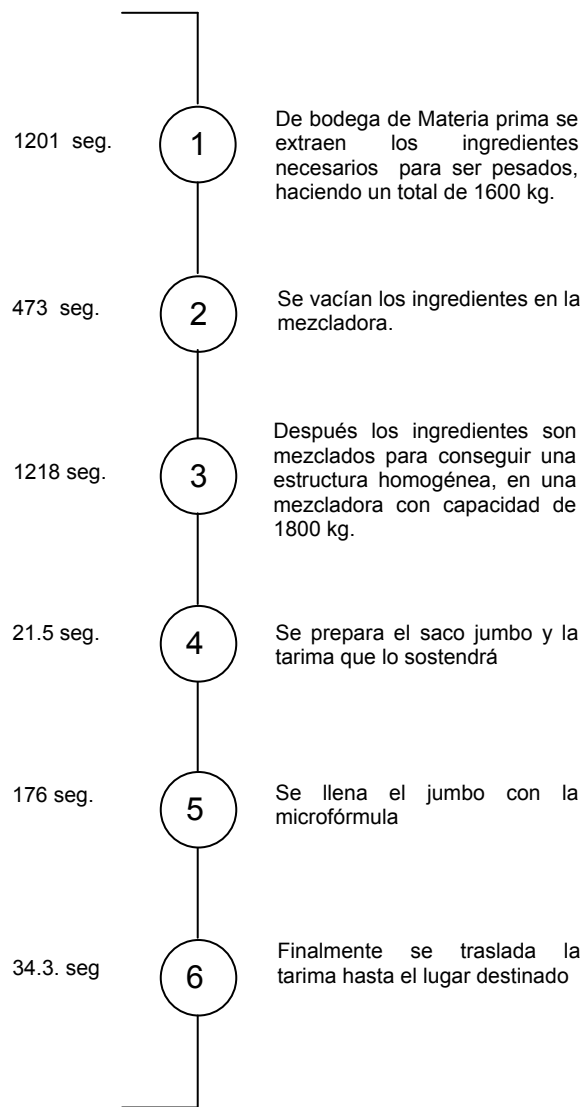 1201 seg.
1
De bodega de Materia prima se
extraen los ingredientes
necesarios para ser pesados,
haciendo un total de 1600 kg.
473 seg.
2
Se vacían los ingredientes en la
mezcladora.
1218 seg.
3
Después los ingredientes son
mezclados para conseguir una
estructura homogénea, en una
mezcladora con capacidad de
1800 kg.
21.5 seg.
4
Se prepara el saco jumbo y la
tarima que lo sostendrá
176 seg.
5
Se llena el jumbo con la
microfórmula
34.3. seg
6
Finalmente se traslada la
tarima hasta el lugar destinado